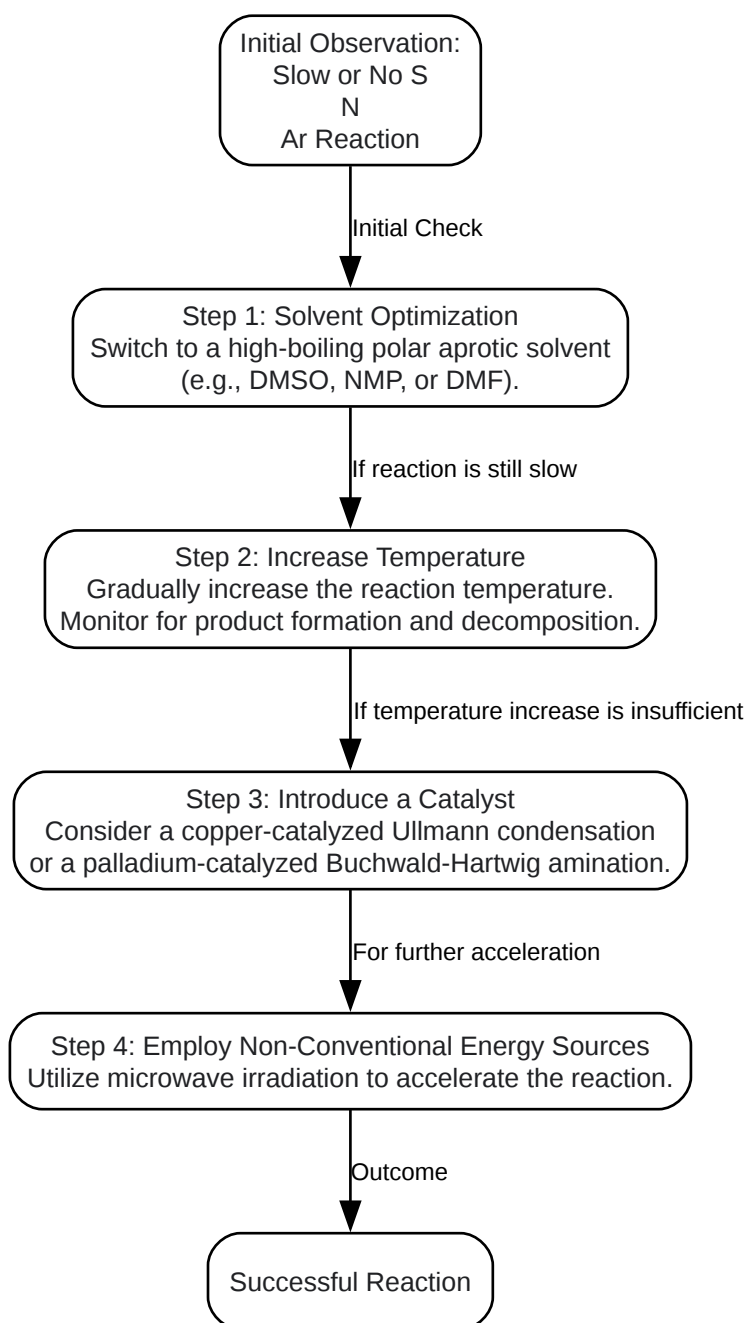 Initial Observation:
Slow or No S
N
Ar Reaction
Initial Check
Step 1: Solvent Optimization
Switch to a high-boiling polar aprotic solvent
(e.g., DMSO, NMP, or DMF).
If reaction is still slow
Step 2: Increase Temperature
Gradually increase the reaction temperature.
Monitor for product formation and decomposition.
If temperature increase is insufficient
Step 3: Introduce a Catalyst
Consider a copper-catalyzed Ullmann condensation
or a palladium-catalyzed Buchwald-Hartwig amination.
For further acceleration
Step 4: Employ Non-Conventional Energy Sources
Utilize microwave irradiation to accelerate the reaction.
Outcome
Successful Reaction